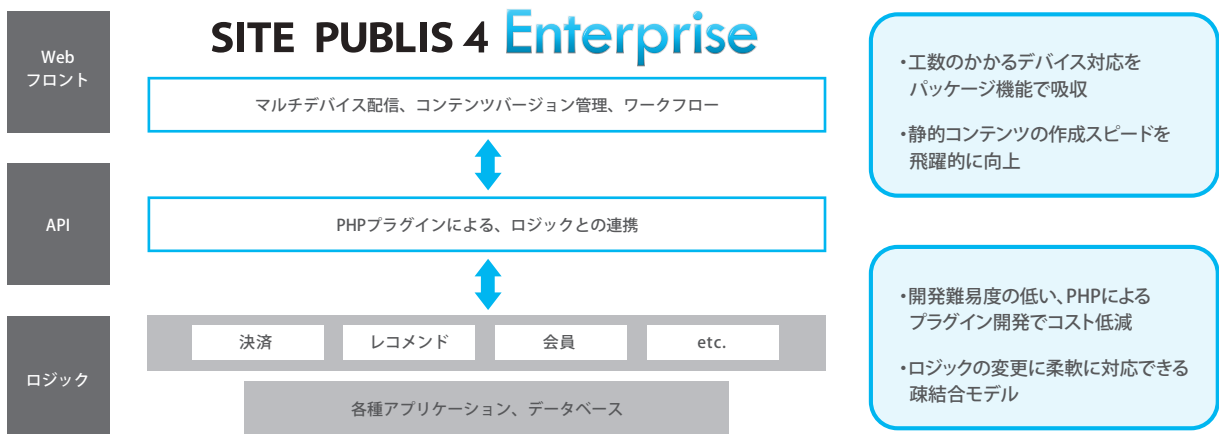 SITE PUBLIS 4 Enterprise
Web
フロント
マルチデバイス配信、コンテンツバージョン管理、ワークフロー
・工数のかかるデバイス対応を
パッケージ機能で吸収
・静的コンテンツの作成スピードを
飛躍的に向上
API
PHPプラグインによる、ロジックとの連携
ロジック
決済
レコメンド
会員
etc.
各種アプリケーション、データベース
・開発難易度の低い、PHPによる
プラグイン開発でコスト低減
・ロジックの変更に柔軟に対応できる
疎結合モデル